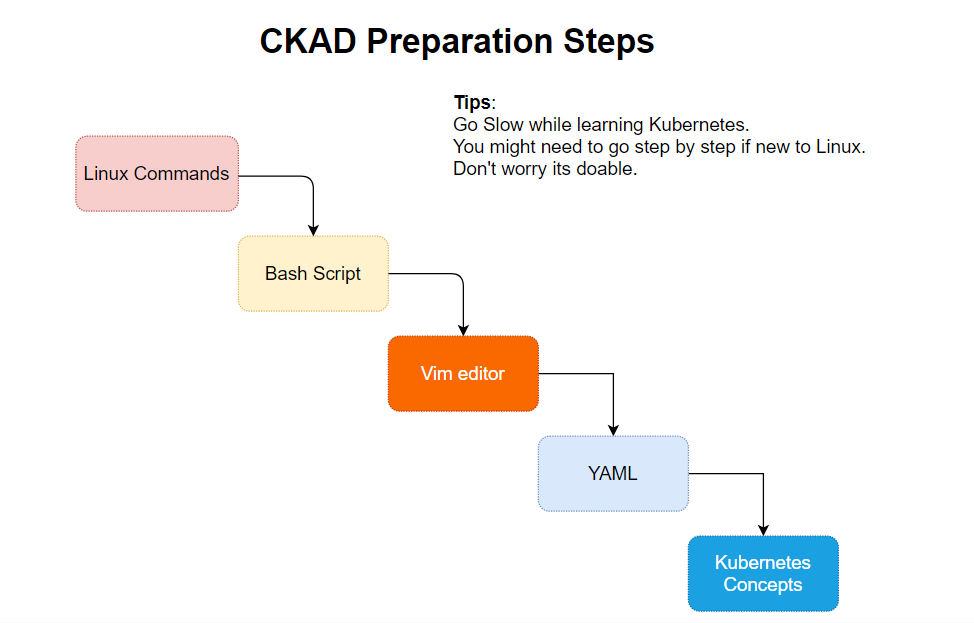 CKAD Preparation Steps
Tips:
Go Slow while learning Kubernetes.
You might need to go step by step if new to Linux.
Don't worry its doable.
Linux Commands
Bash Script
Vim editor
YAML
Kubernetes
Concepts